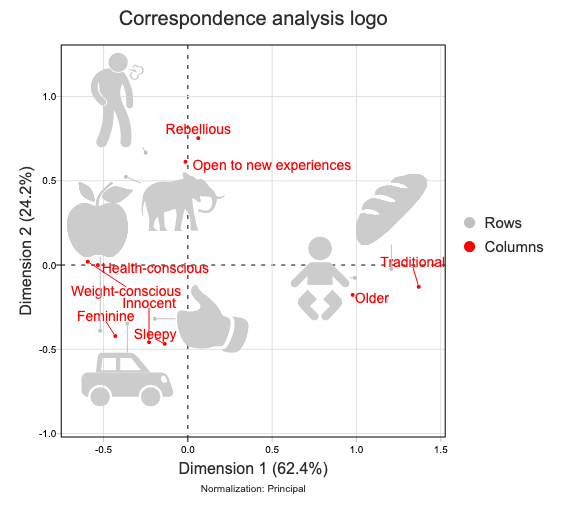 Correspondence analysis logo
Dimension 2 (24.2%)
1.0
0.5
0.0
-0.5
-1.0
Rebellious
Open to new experiences
Traditional
Health-conscious
Weight-conscious
Innocent
Older
Feminine
Sleepy
Rows
Columns
-0.5
0.0
0.5
1.0
1.5
Dimension 1 (62.4%)
Normalization: Principal